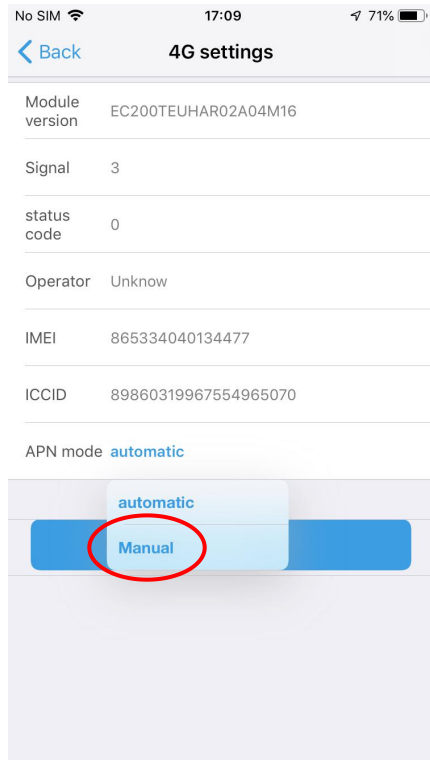 No SIM 17:09 71%
Back 4G settings
Module version EC200TEUHAR02A04M16
Signal 3
status code 0
Operator Unknow
IMEI 865334040134477
ICCID 89860319967554965070
APN mode automatic
automatic
Manual